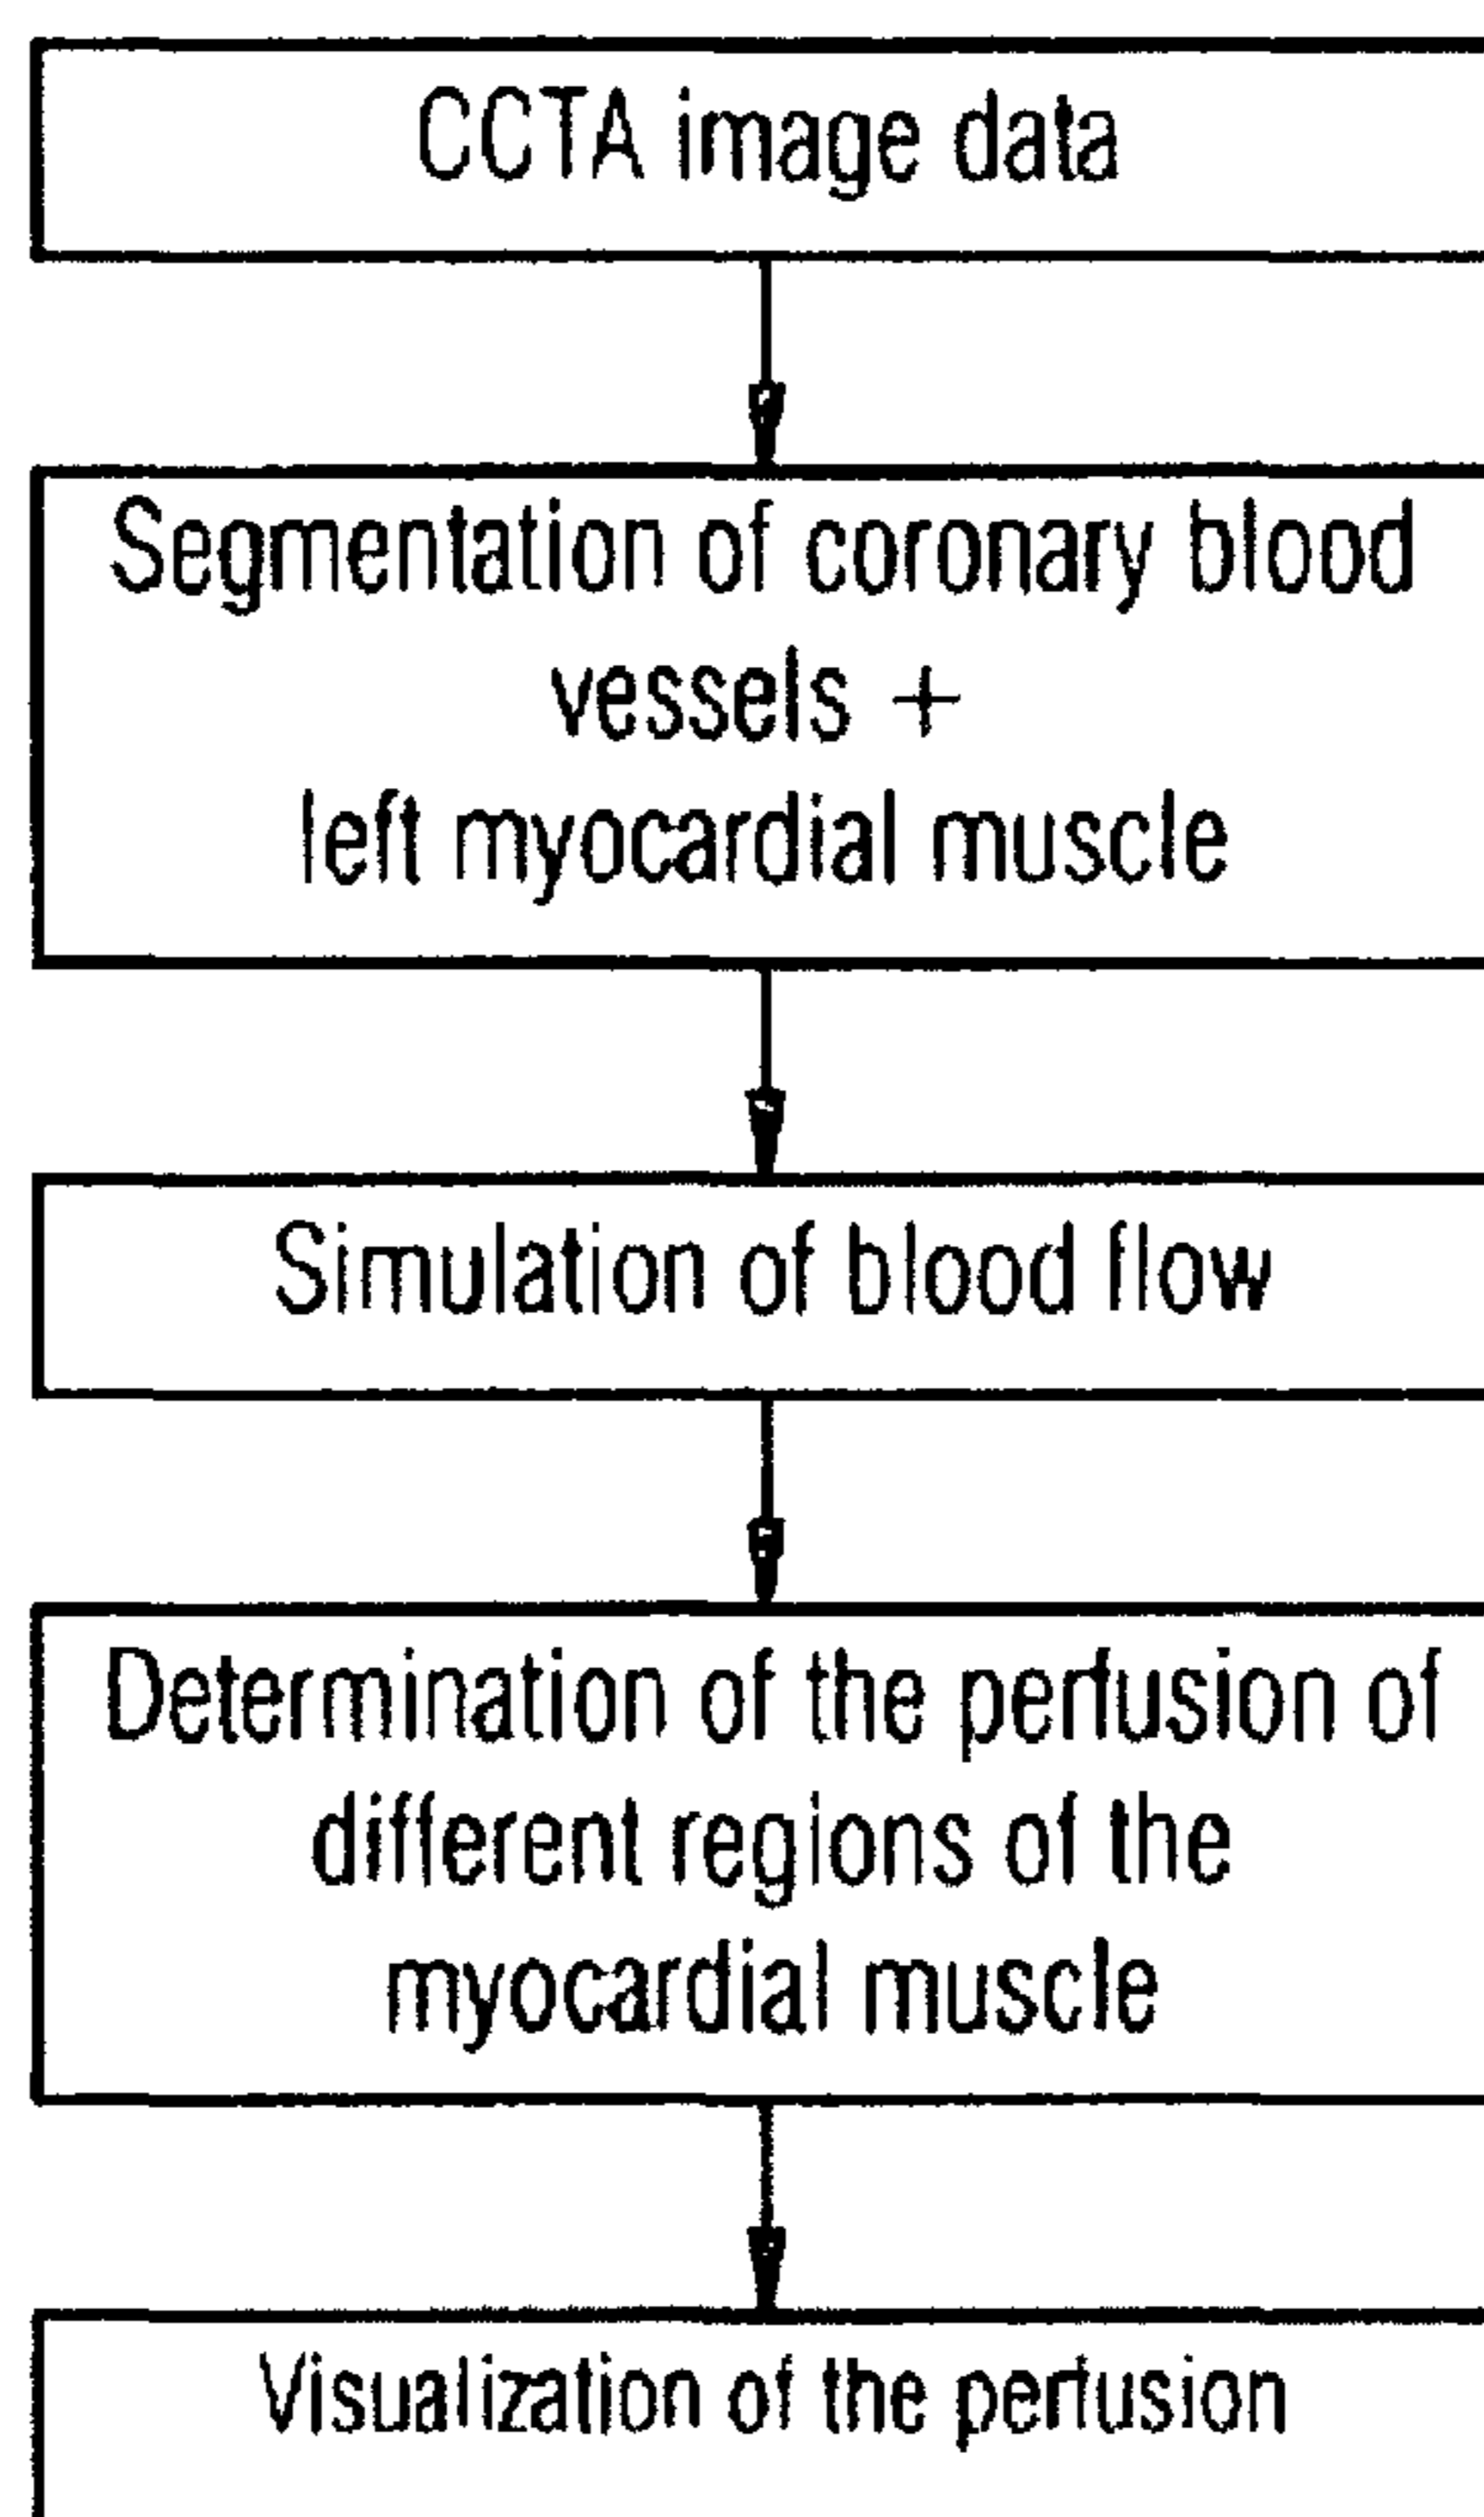 CCTA image data
Segmentation of coronary blood
vessels +
left myocardial muscle
Simulation of blood flow
Determination of the perfusion of
different regions of the
myocardial muscle
Visualization of the perfusion